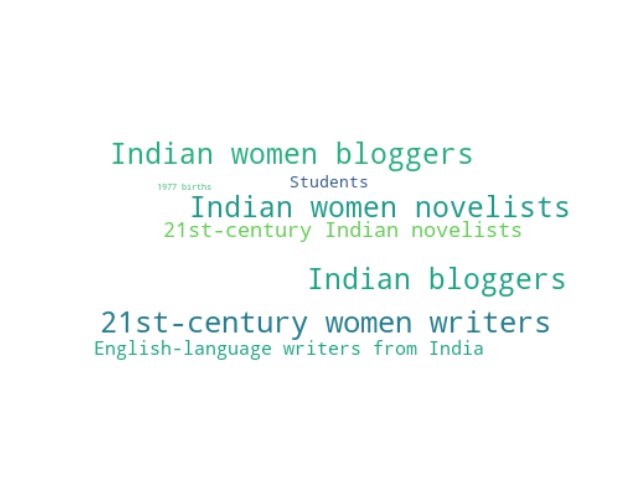 Indian women bloggers
1977 births
Students
Indian women novelists
21st-century Indian novelists
Indian bloggers
21st-century women writers
English-language writers from India